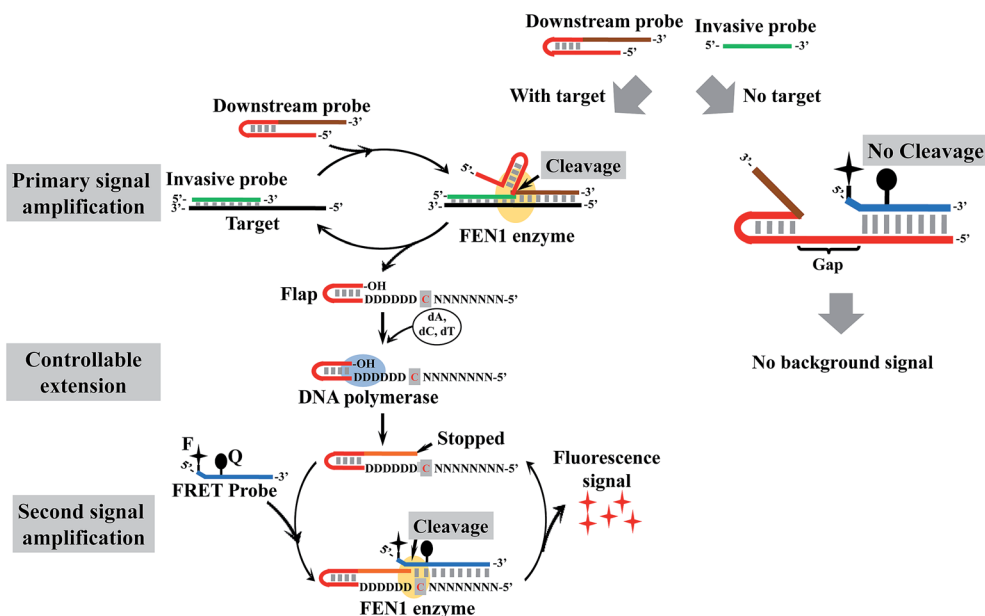 Downstream probe
-3’
-5’
Invasive probe
5’-
-3’
With target
No target
Downstream probe
-3’
-5’
Primary signal
amplification
Invasive probe
5’-
-3’
3’-
-5’
Target
5’-
Cleavage
5’-
-3’
3’-
-5’
FEN1 enzyme
No Cleavage
3’-
5’-
-3’
-5’
Gap
No background signal
Flap
-OH
DDDDDD C NNNNNNNN-5’
dA,
dC, dT
Controllable
extension
-OH
DDDDDD C NNNNNNNN-5’
DNA polymerase
Stopped
DDDDDD C NNNNNNNN-5’
F
Q
5’-
-3’
FRET Probe
Fluorescence
signal
Second signal
amplification
Cleavage
5’-
-3’
DDDDDD C NNNNNNNN-5’
FEN1 enzyme